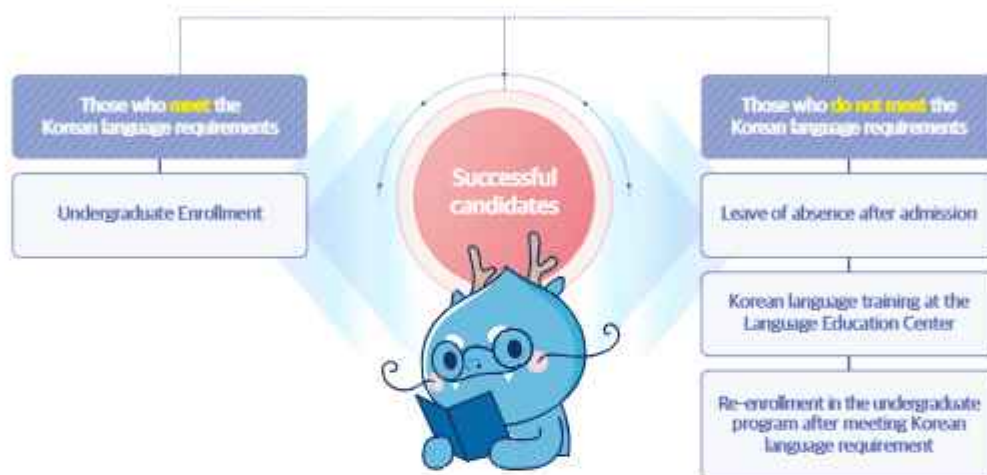 Those who meet the
Korean language requirements
Undergraduate Enrollment
Successful
candidates
Those who do not meet the
Korean language requirements
Leave of absence after admission
Korean language training at the
Language Education Center
Re-enrollment in the undergraduate
program after meeting Korean
language requirement